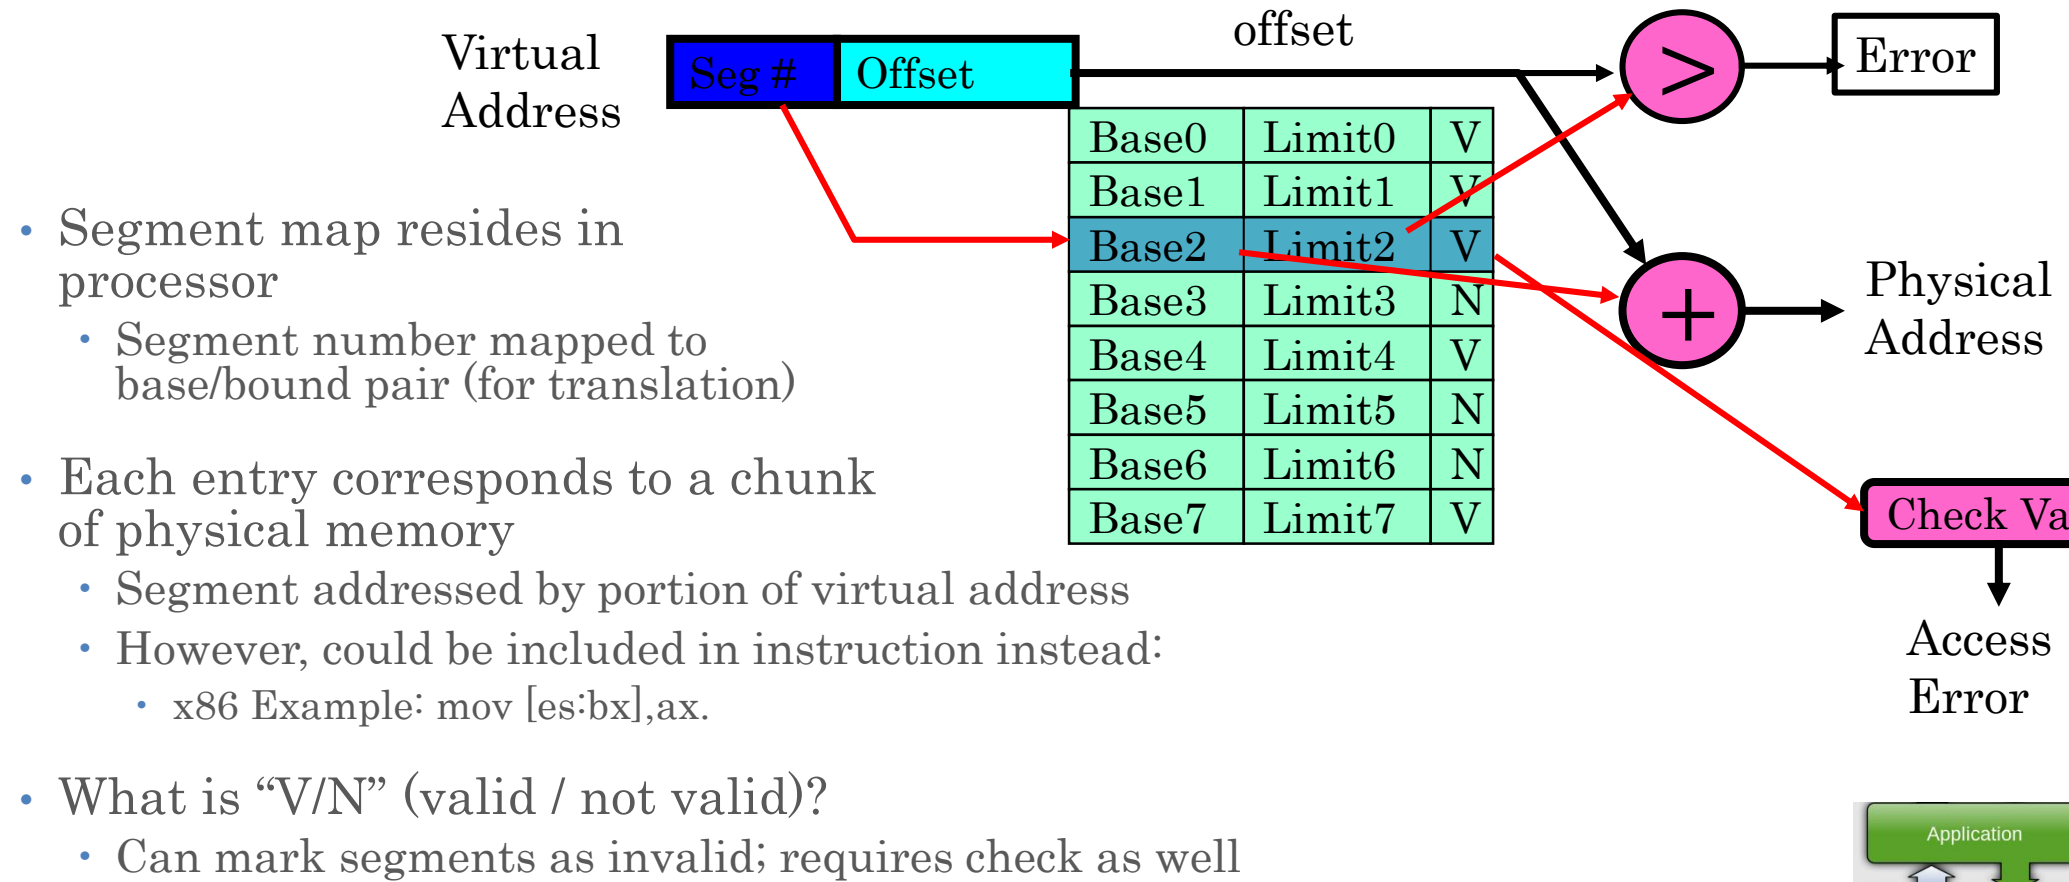 Virtual
Address
Seg #
Offset
offset
>
Error
Base0 Limit0 V
Base1 Limit1 V
Base2 Limit2 V
Base3 Limit3 N
Base4 Limit4 V
Base5 Limit5 N
Base6 Limit6 N
Base7 Limit7 V
+
Physical
Address
Check Va
Access
Error
• Segment map resides in
processor
• Segment number mapped to
base/bound pair (for translation)
• Each entry corresponds to a chunk
of physical memory
• Segment addressed by portion of virtual address
• However, could be included in instruction instead:
• x86 Example: mov [es:bx],ax.
• What is “V/N” (valid / not valid)?
• Can mark segments as invalid; requires check as well
Application